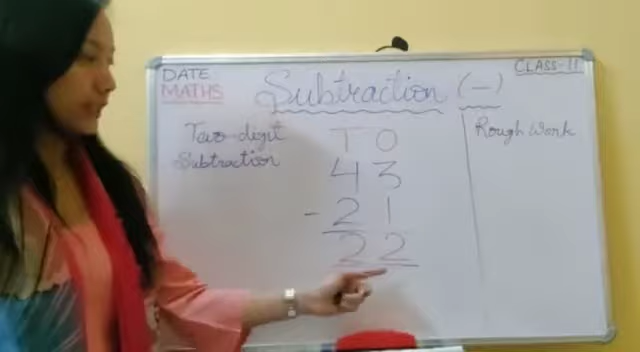 DATE
MATHS
Subtraction (-)
CLASS-II
Two-digit
Subtraction
T O
4 3
- 2 1
2 2
Rough Work